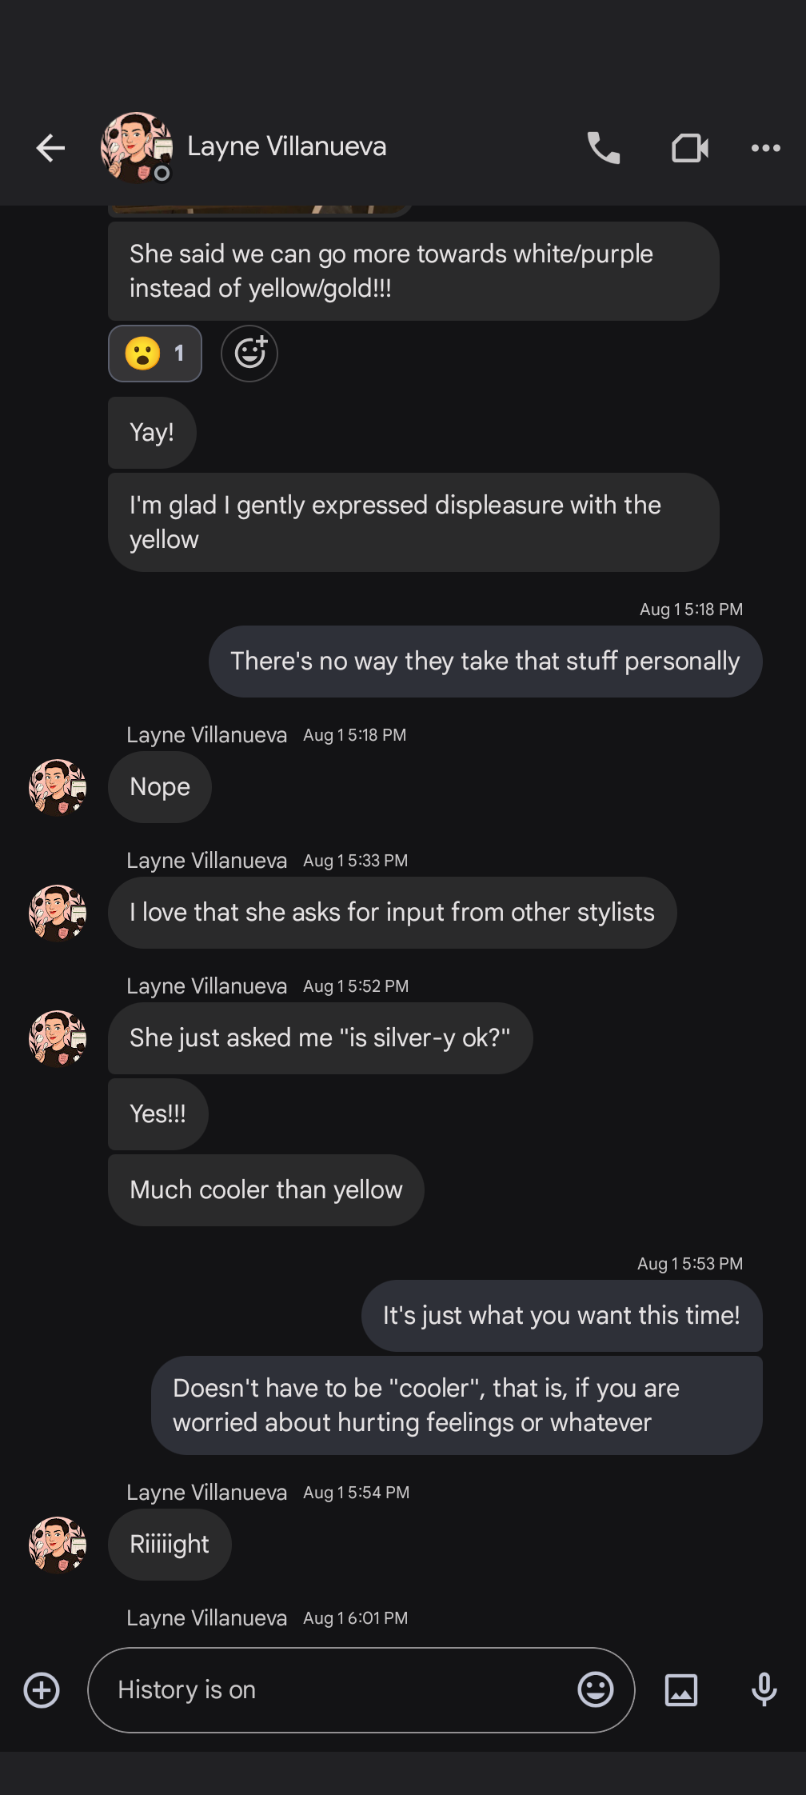 Layne Villanueva
She said we can go more towards white/purple
instead of yellow/gold!!!
1
Yay!
I'm glad I gently expressed displeasure with the
yellow
Aug 1 5:18 PM
There's no way they take that stuff personally
Layne Villanueva Aug 1 5:18 PM
Nope
Layne Villanueva Aug 1 5:33 PM
I love that she asks for input from other stylists
Layne Villanueva Aug 1 5:52 PM
She just asked me "is silver-y ok?"
Yes!!!
Much cooler than yellow
Aug 1 5:53 PM
It's just what you want this time!
Doesn't have to be "cooler", that is, if you are
worried about hurting feelings or whatever
Layne Villanueva Aug 1 5:54 PM
Riiiiight
Layne Villanueva Aug 1 6:01 PM
History is on